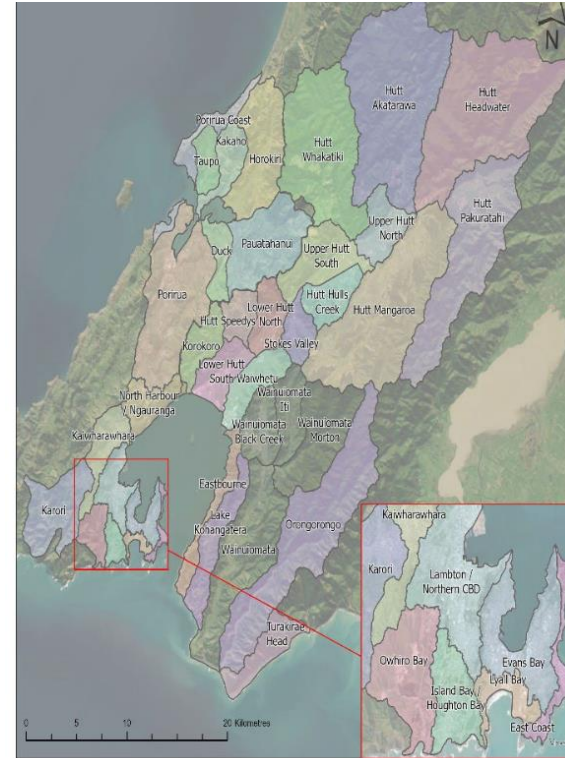 N
Hutt
Akatarawa
Hutt
Headwater
Porirua Coast
Kakaho
Taupo
Horokiri
Hutt
Whakatiki
Hutt
Pakuratahi
Upper Hutt
North
Pauatahanui
Duck
Upper Hutt
South
Porirua
Hutt Hulls
Creek
Hutt Mangaroa
Lower Hutt
North
Hutt Speedys
Stokes Valley
Korokoro
Lower Hutt
South Waiwhetu
North Harbour
/ Ngauranga
Wainuiomata
Iti
Wainuiomata
Morton
Wainuiomata
Black Creek
Kaiwharawhara
Karori
Eastbourne
Lake
Kohangatera
Orongorongo
Wainuiomata
Turakirae
Head
Kaiwharawhara
Karori
Lambton /
Northern CBD
Owhiro Bay
Evans Bay
Lyall Bay
Island Bay /
Houghton Bay
East Coast
0 5 10 20 Kilometres